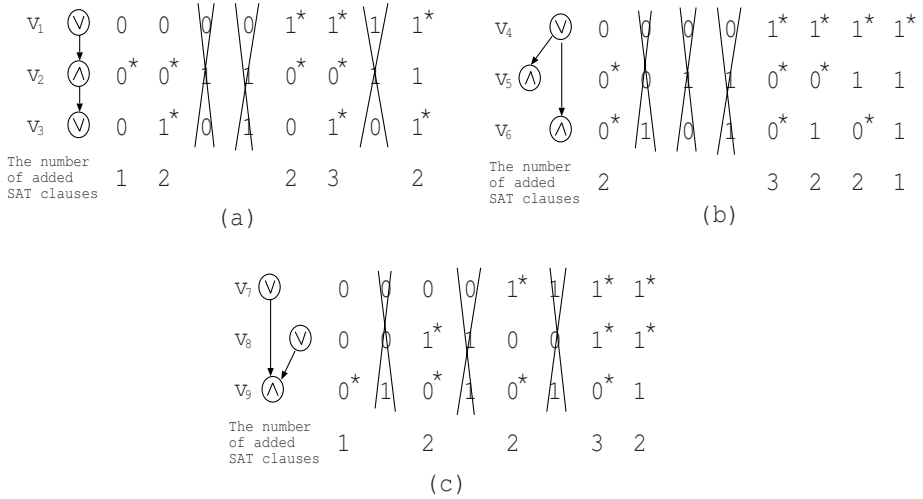 V₁ ∨ 0 0 0 0 1* 1* 1 1*
V₂ ∧ 0* 0* 1 1 0* 0* 1 1
V₃ ∨ 0 1* 0 1 0 1* 0 1*
The number
of added
SAT clauses
1 2 2 3 2
(a)
V₄ ∨ 0 0 0 0 1* 1* 1* 1*
V₅ ∧ 0* 0 1 1 0* 0* 1 1
V₆ ∧ 0* 1 0 1 0* 1 0* 1
The number
of added
SAT clauses
2 3 2 2 1
(b)
V₇ ∨ 0 0 0 0 1* 1 1* 1*
V₈ ∨ 0 0 1* 1 0 0 1* 1*
V₉ ∧ 0* 1 0* 1 0* 1 0* 1
The number
of added
SAT clauses
1 2 2 3 2
(c)